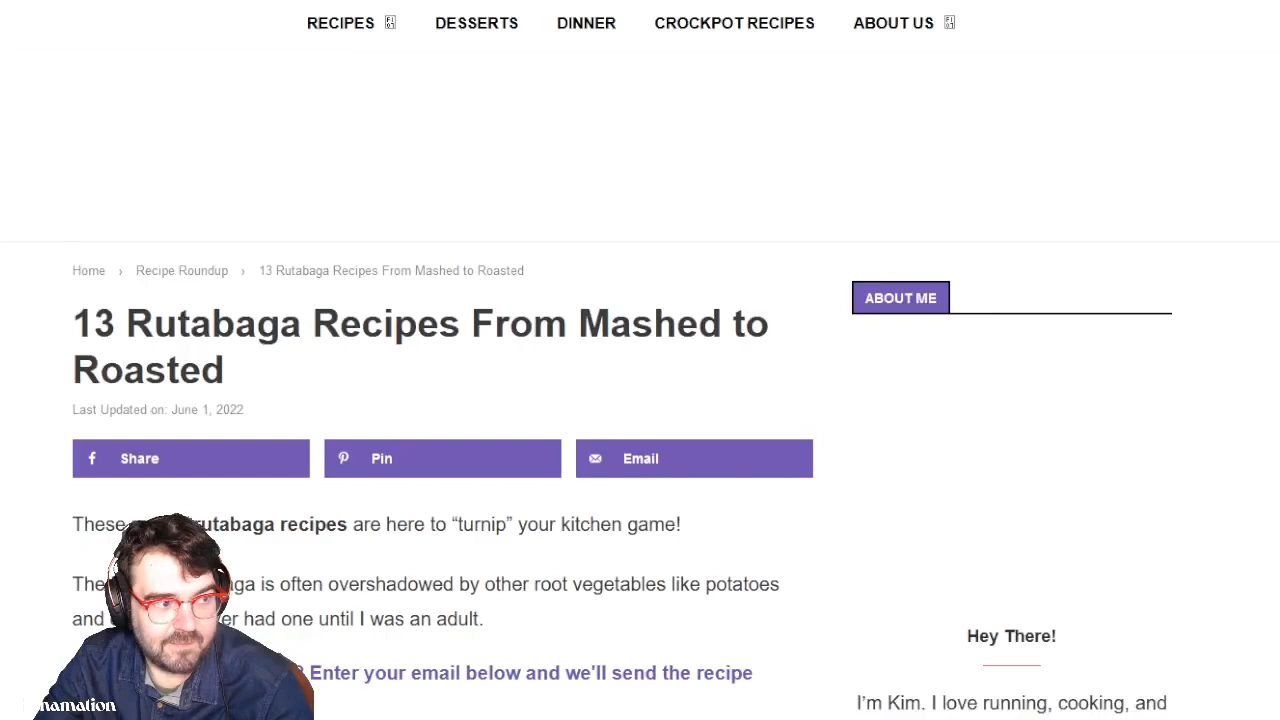 RECIPES DESSERTS DINNER CROCKPOT RECIPES ABOUT US
Home › Recipe Roundup › 13 Rutabaga Recipes From Mashed to Roasted
13 Rutabaga Recipes From Mashed to
Roasted
Last Updated on: June 1, 2022
Share Pin Email
These rutabaga recipes are here to “turnip” your kitchen game!
The is often overshadowed by other root vegetables like potatoes
and had one until I was an adult.
Enter your email below and we'll send the recipe
ABOUT ME
Hey There!
I’m Kim. I love running, cooking, and